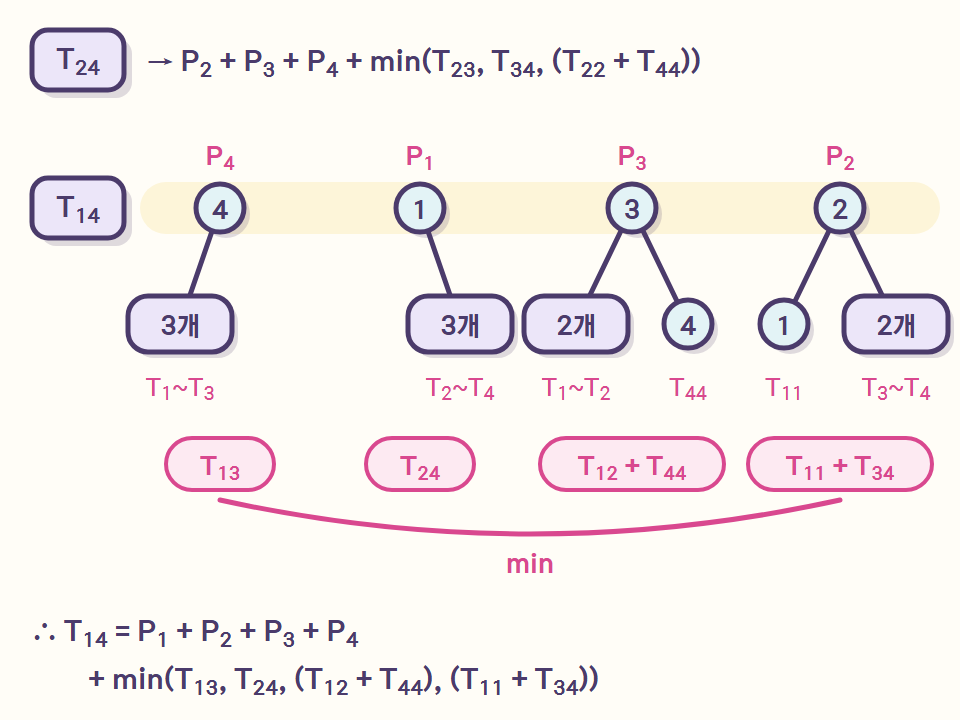 T₂₄ → P₂ + P₃ + P₄ + min(T₂₃, T₃₄, (T₂₂ + T₄₄))
P₄ P₁ P₃ P₂
T₁₄ 4 1 3 2
3개 3개 2개 4 1 2개
T₁~T₃ T₂~T₄ T₁~T₂ T₄₄ T₁₁ T₃~T₄
T₁₃ T₂₄ T₁₂ + T₄₄ T₁₁ + T₃₄
min
∴ T₁₄ = P₁ + P₂ + P₃ + P₄
+ min(T₁₃, T₂₄, (T₁₂ + T₄₄), (T₁₁ + T₃₄))